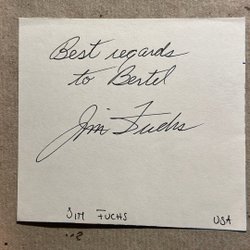 Best regards
to Bertel
Jim Fuchs
JIM FUCHS USA